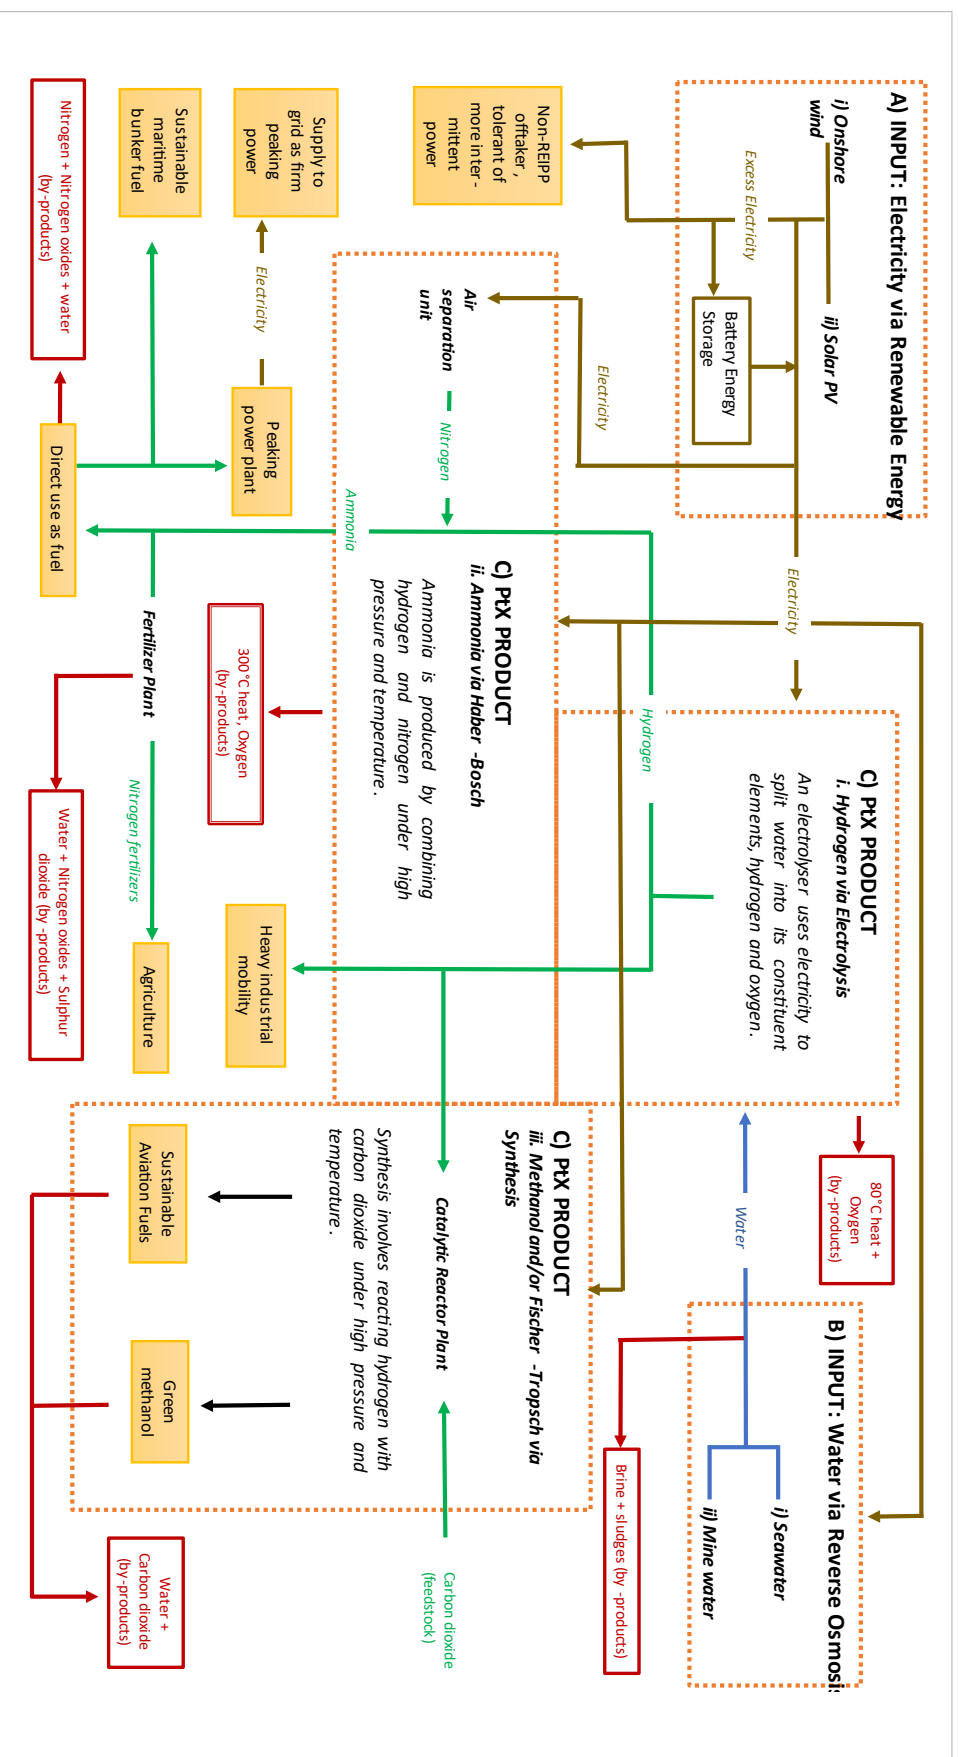 A) INPUT: Electricity via Renewable Energy
i) Onshore
wind
ii) Solar PV
Excess Electricity
Battery Energy
Storage
Non-REIPP
offtaker,
tolerant of
more inter-
mittent
power
Electricity
Electricity
C) PtX PRODUCT
i. Hydrogen via Electrolysis
An electrolyser uses electricity to
split water into its constituent
elements, hydrogen and oxygen.
80°C heat +
Oxygen
(by-products)
B) INPUT: Water via Reverse Osmosis
i) Seawater
ii) Mine water
Water
Brine + sludges (by-products)
Hydrogen
Air
separation
unit
Nitrogen
C) PtX PRODUCT
ii. Ammonia via Haber -Bosch
Ammonia is produced by combining
hydrogen and nitrogen under high
pressure and temperature.
Ammonia
300°C heat, Oxygen
(by-products)
C) PtX PRODUCT
iii. Methanol and/or Fischer -Tropsch via
Synthesis
Catalytic Reactor Plant
Synthesis involves reacting hydrogen with
carbon dioxide under high pressure and
temperature.
Carbon dioxide
(feedstock)
Supply to
grid as firm
peaking
power
Electricity
Peaking
power plant
Heavy industrial
mobility
Sustainable
maritime
bunker fuel
Fertilizer Plant
Nitrogen fertilizers
Agriculture
Sustainable
Aviation Fuels
Green
methanol
Nitrogen + Nitrogen oxides + water
(by-products)
Direct use as fuel
Water + Nitrogen oxides + Sulphur
dioxide (by-products)
Water +
Carbon dioxide
(by-products)